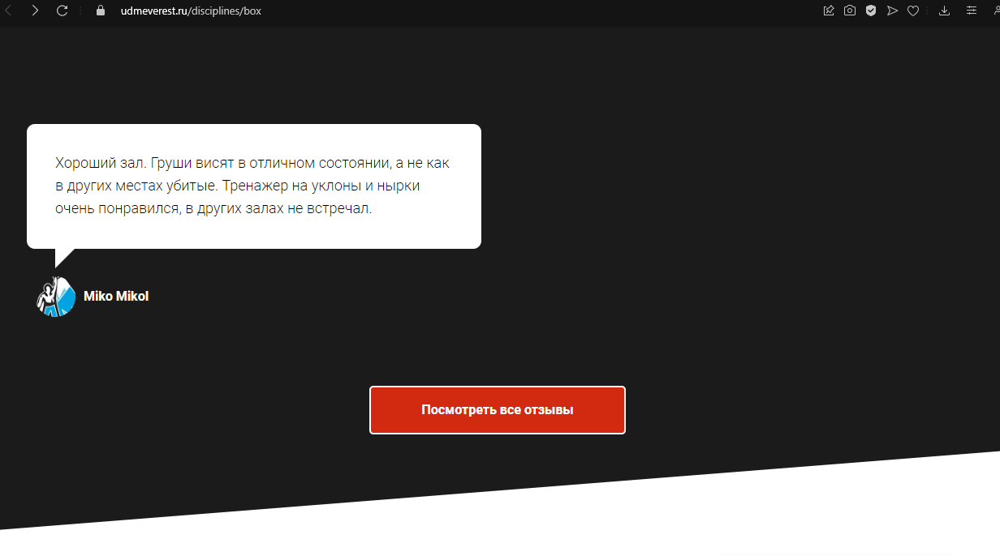 udmeverest.ru/disciplines/box
Хороший зал. Груши висят в отличном состоянии, а не как
в других местах убитые. Тренажер на уклоны и нырки
очень понравился, в других залах не встречал.
Miko Mikol
Посмотреть все отзывы